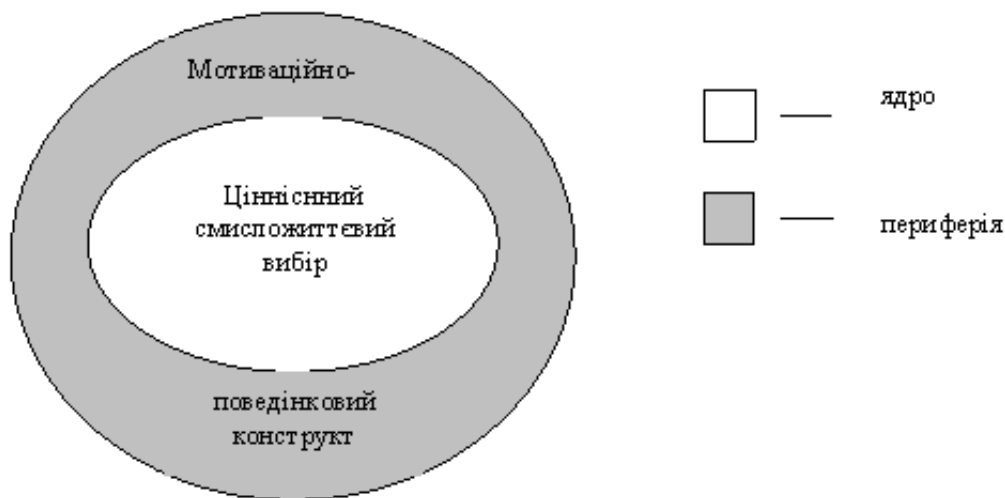 Мотиваційно-
Ціннісний
смисложиттєвий
вибір
поведінковий
конструкт
ядро
периферія